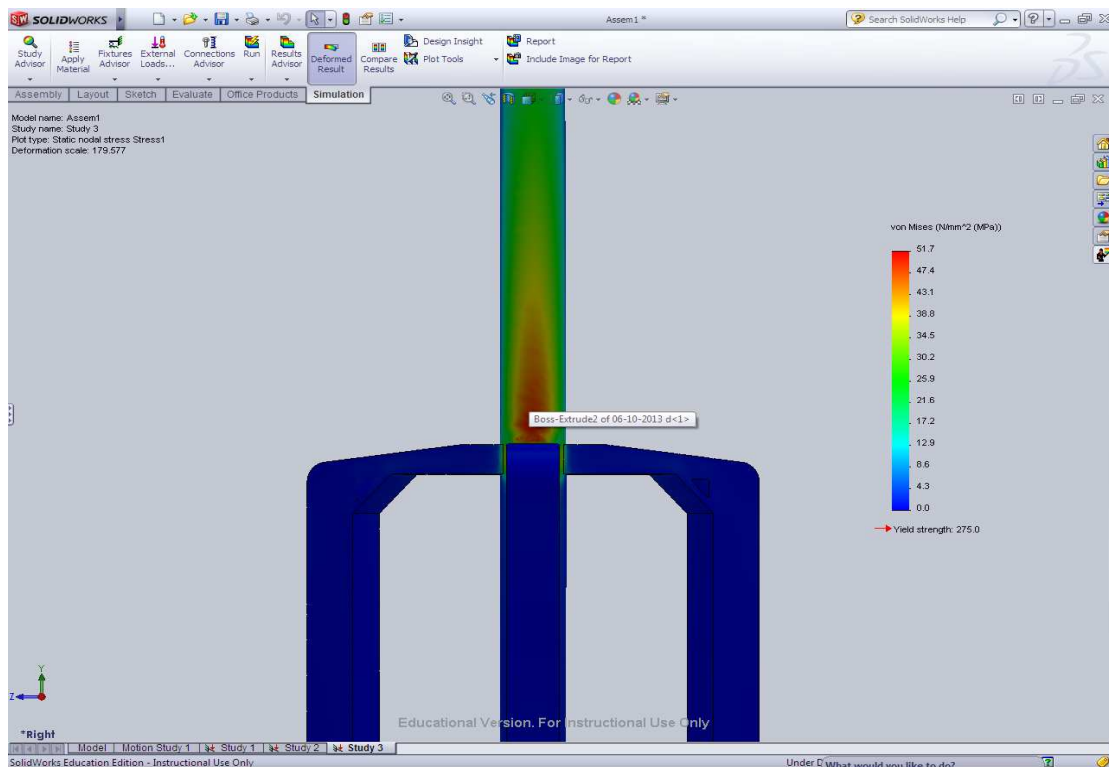 SOLIDWORKS
Assem1 *
Search SolidWorks Help
Study Advisor
Apply Material
Fixtures Advisor
External Loads...
Connections Advisor
Run
Results Advisor
Deformed Result
Compare Results
Design Insight
Plot Tools
Report
Include Image for Report
Assembly Layout Sketch Evaluate Office Products Simulation
Model name: Assem1
Study name: Study 3
Plot type: Static nodal stress Stress1
Deformation scale: 179.577
von Mises (N/mm^2 (MPa))
51.7
47.4
43.1
38.8
34.5
30.2
25.9
21.6
17.2
12.9
8.6
4.3
0.0
Yield strength: 275.0
Boss-Extrude2 of 06-10-2013 d<1>
Y
Z
Educational Version. For Instructional Use Only
*Right
Model Motion Study 1 Study 1 Study 2 Study 3
SolidWorks Education Edition - Instructional Use Only
Under D
What would you like to do?